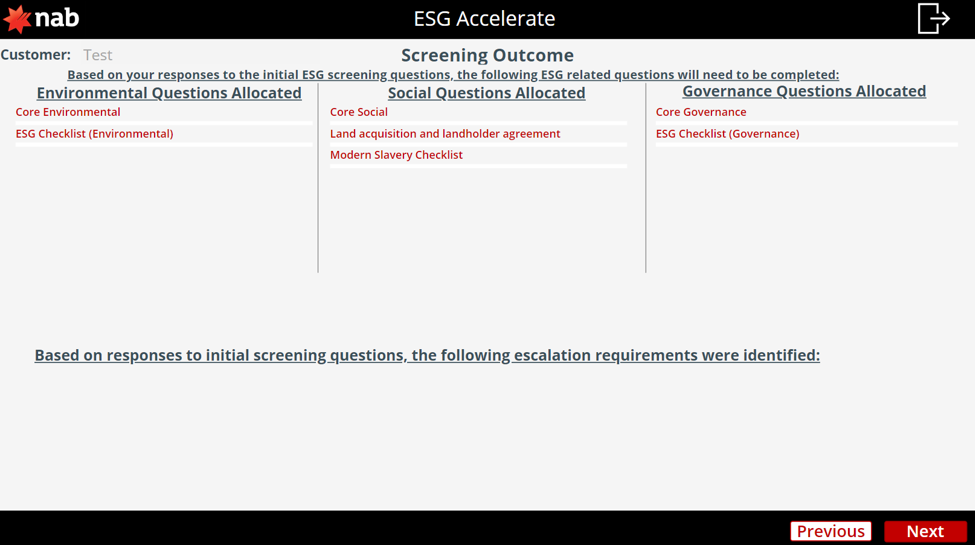 nab
ESG Accelerate
Customer: Test
Screening Outcome
Based on your responses to the initial ESG screening questions, the following ESG related questions will need to be completed:
Environmental Questions Allocated
Core Environmental
ESG Checklist (Environmental)
Social Questions Allocated
Core Social
Land acquisition and landholder agreement
Modern Slavery Checklist
Governance Questions Allocated
Core Governance
ESG Checklist (Governance)
Based on responses to initial screening questions, the following escalation requirements were identified:
Previous
Next